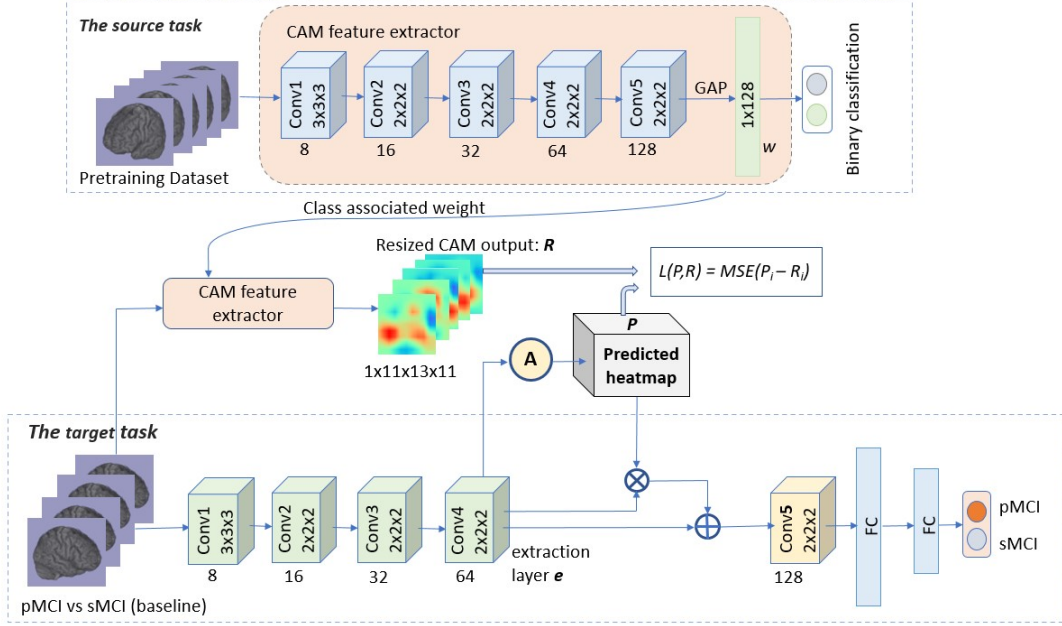 The source task
CAM feature extractor
Conv1
3x3x3
Conv2
2x2x2
Conv3
2x2x2
Conv4
2x2x2
Conv5
2x2x2
GAP
1x128
w
Binary classification
8
16
32
64
128
Pretraining Dataset
Class associated weight
Resized CAM output: R
L(P,R) = MSE(Pi – Ri)
CAM feature
extractor
1x11x13x11
A
P
Predicted
heatmap
The target task
Conv1
3x3x3
Conv2
2x2x2
Conv3
2x2x2
Conv4
2x2x2
extraction
layer e
Conv5
2x2x2
FC
FC
pMCI
sMCI
8
16
32
64
128
pMCI vs sMCI (baseline)